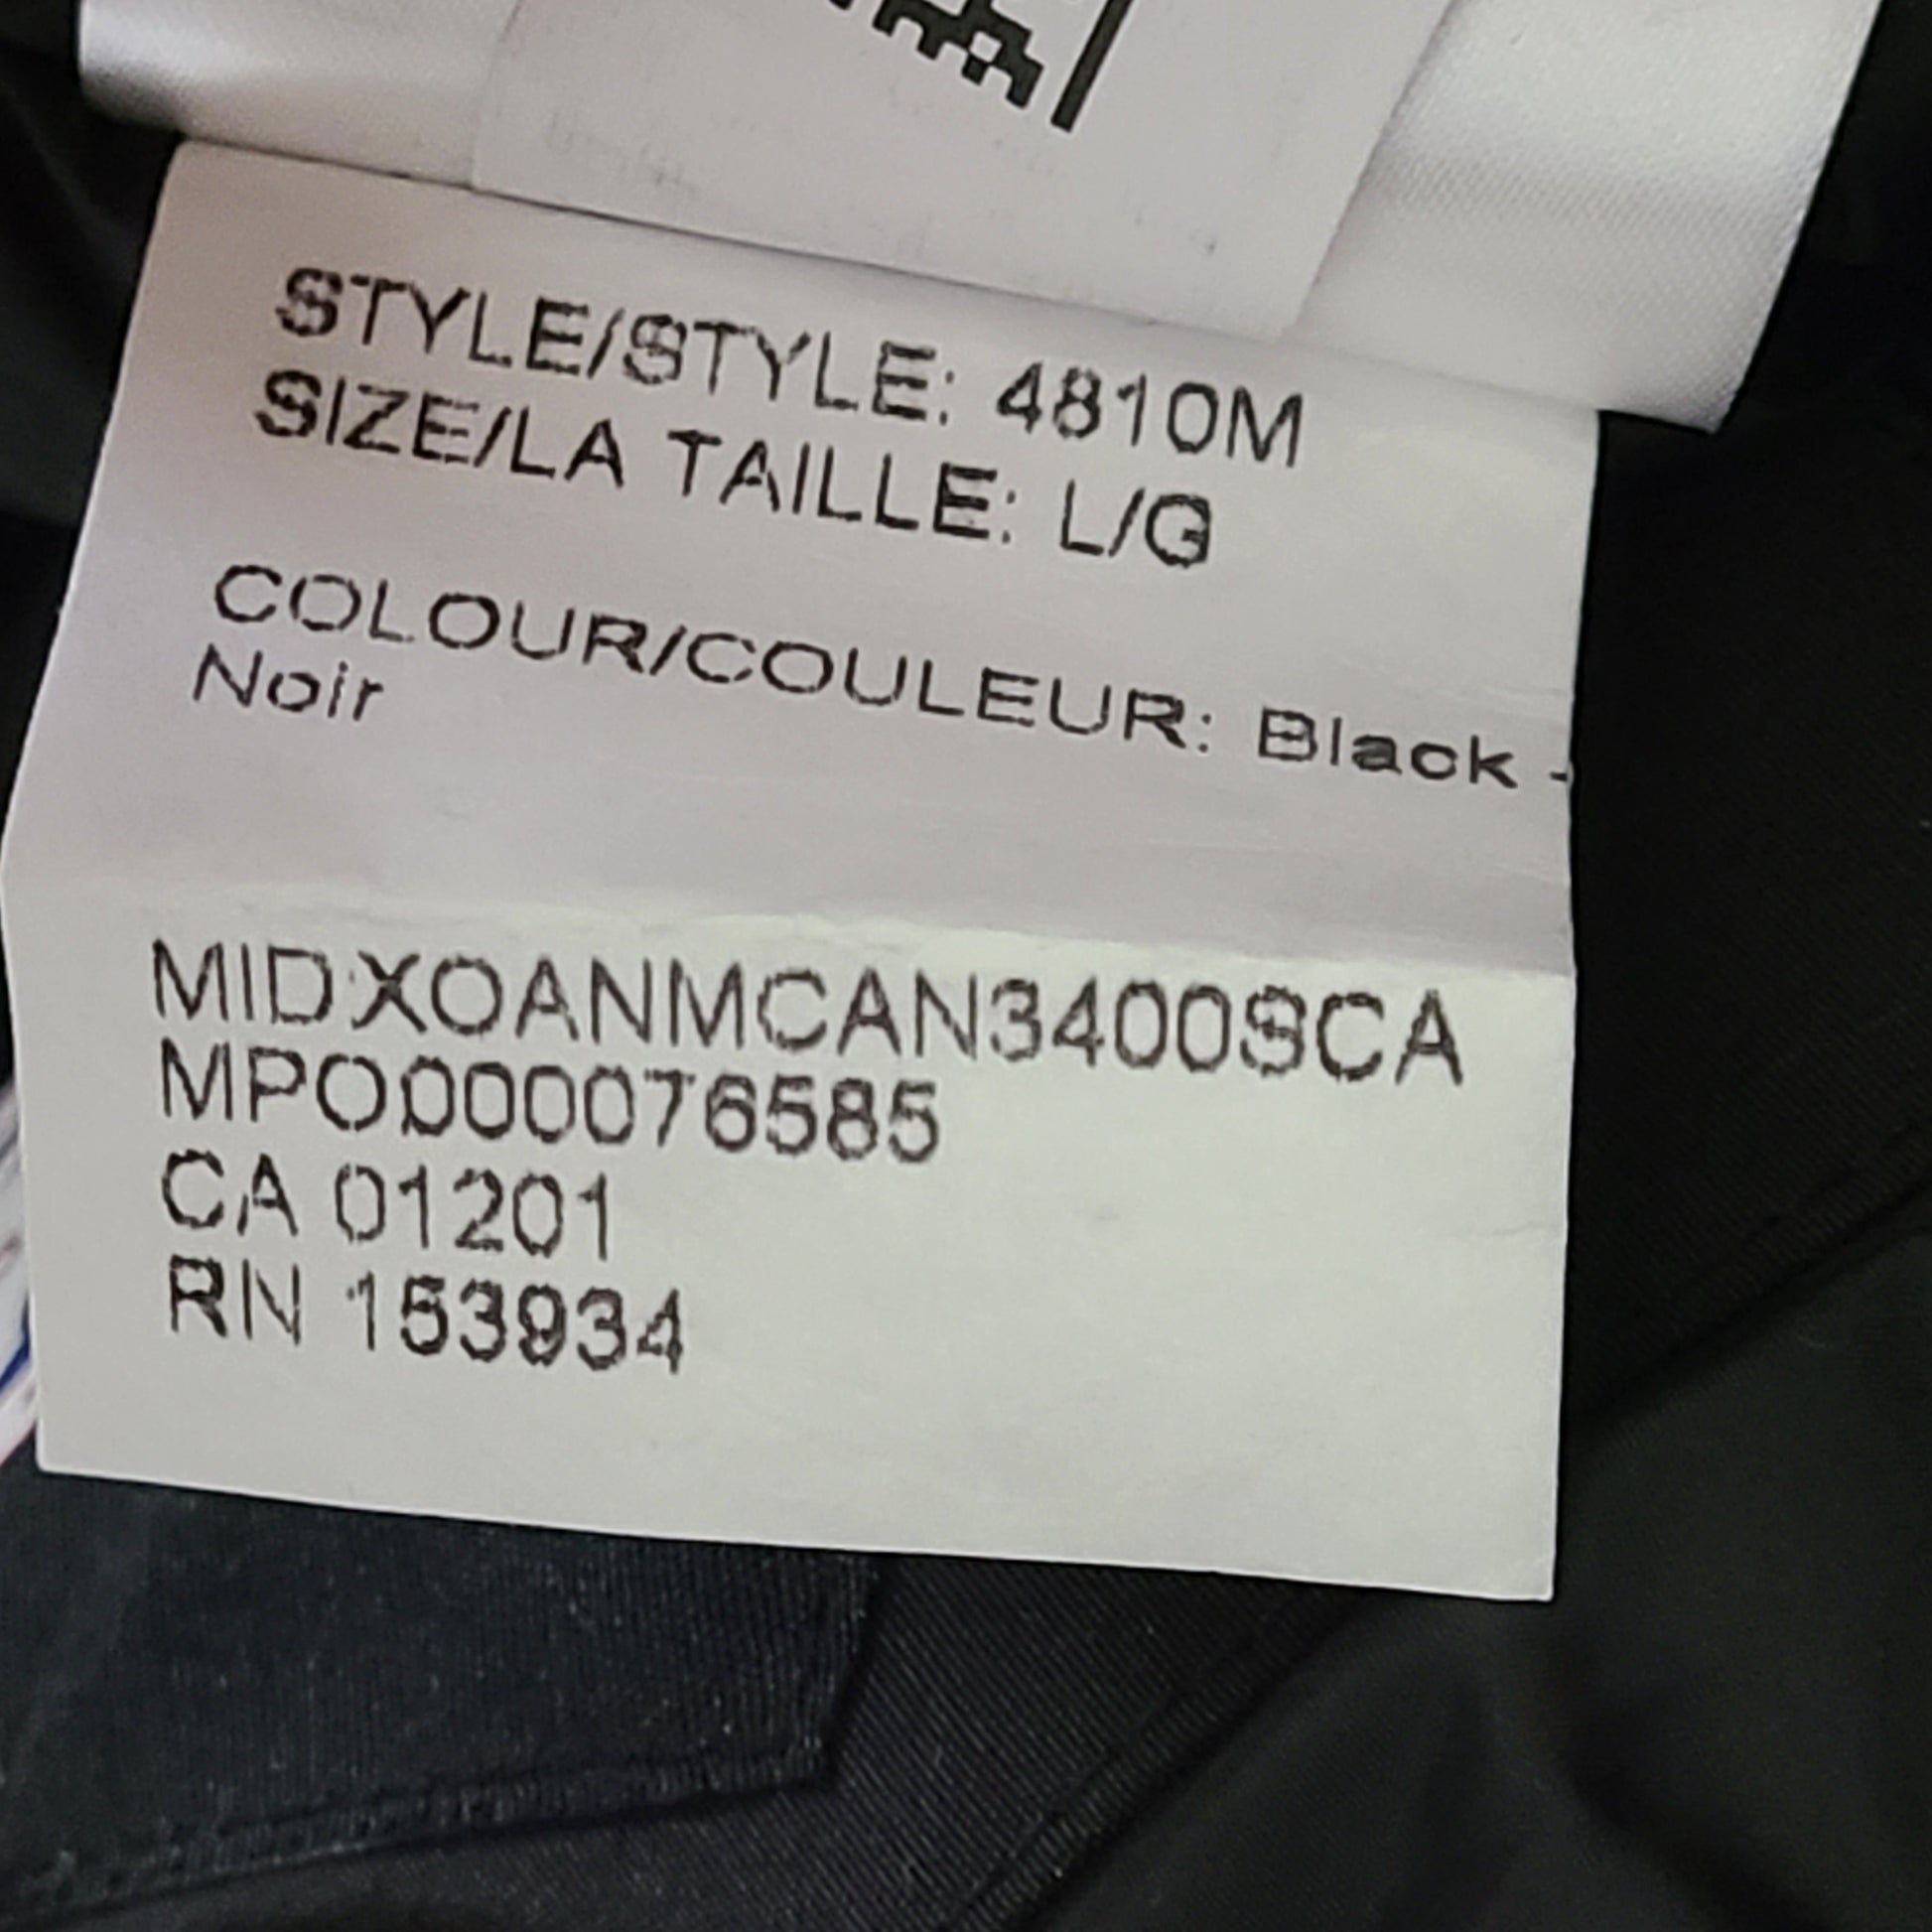 STYLE/STYLE: 4810M
SIZE/LA TAILLE: L/G
COLOUR/COULEUR: Black -
Noir
MIDXOANMCAN3400SCA
MPO000076585
CA 01201
RN 153934